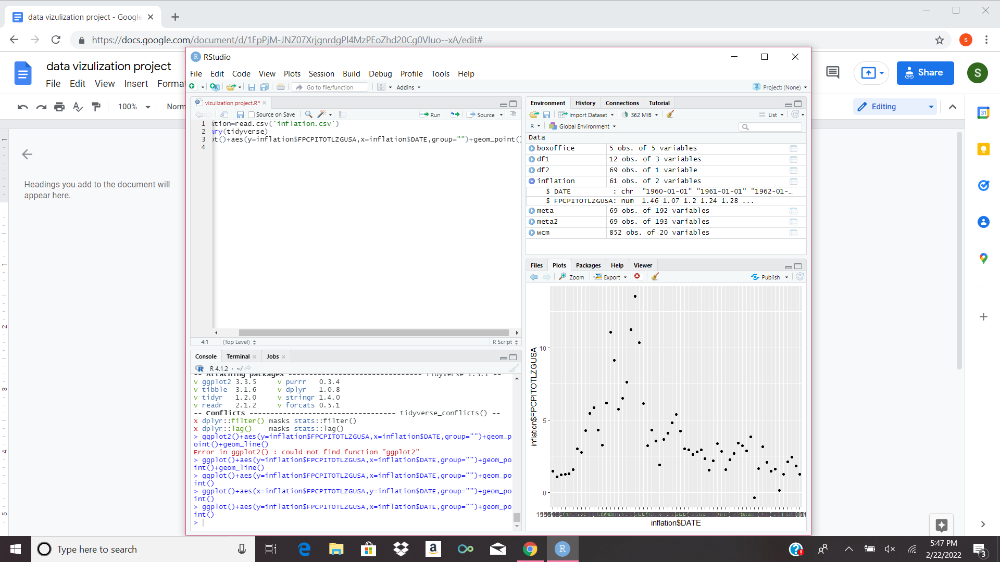 data vizulization project - Google
https://docs.google.com/document/d/1FpPjM-JNZ07XrjgnrdgPl4MzPEoZhd20Cg0VIuo--xA/edit#
S
data vizulization project
File Edit View Insert Format
Share
S
100% Norm
Editing
31
Headings you add to the document will
appear here.
1
1
2
3
4
5
R RStudio
File Edit Code View Plots Session Build Debug Profile Tools Help
Go to file/function Addins
Project: (None)
vizulization project.R*
Source on Save Run Source
1 ation=read.csv('inflation.csv')
2 ary(tidyverse)
3 ot()+aes(y=inflation$FPCPITOTLZGUSA,x=inflation$DATE,group="")+geom_point()
4
4:1 (Top Level) R Script
Console Terminal Jobs
R 4.1.2 · ~/
-- Attaching packages -------------------------------- tidyverse 1.3.1 --
v ggplot2 3.3.5 v purrr 0.3.4
v tibble 3.1.6 v dplyr 1.0.8
v tidyr 1.2.0 v stringr 1.4.0
v readr 2.1.2 v forcats 0.5.1
-- Conflicts ----------------------------------- tidyverse_conflicts() --
x dplyr::filter() masks stats::filter()
x dplyr::lag() masks stats::lag()
> ggplot2()+aes(y=inflation$FPCPITOTLZGUSA,x=inflation$DATE,group="")+geom_p
oint()+geom_line()
Error in ggplot2() : could not find function "ggplot2"
> ggplot()+aes(y=inflation$FPCPITOTLZGUSA,x=inflation$DATE,group="")+geom_po
int()+geom_line()
> ggplot()+aes(y=inflation$FPCPITOTLZGUSA,x=inflation$DATE,group="")+geom_po
int()
> ggplot()+aes(x=inflation$FPCPITOTLZGUSA,y=inflation$DATE,group="")+geom_po
int()
> ggplot()+aes(y=inflation$FPCPITOTLZGUSA,x=inflation$DATE,group="")+geom_po
int()
>
Environment History Connections Tutorial
Import Dataset 362 MiB List
R Global Environment
Data
boxoffice 5 obs. of 5 variables
df1 12 obs. of 3 variables
df2 69 obs. of 1 variable
inflation 61 obs. of 2 variables
$ DATE : chr "1960-01-01" "1961-01-01" "1962-01-…
$ FPCPITOTLZGUSA: num 1.46 1.07 1.2 1.24 1.28 ...
meta 69 obs. of 192 variables
meta2 69 obs. of 193 variables
wcm 852 obs. of 20 variables
Files Plots Packages Help Viewer
Zoom Export Publish
inflation$FPCPITOTLZGUSA
10
5
0
inflation$DATE
Type here to search
5:47 PM
2/22/2022
3